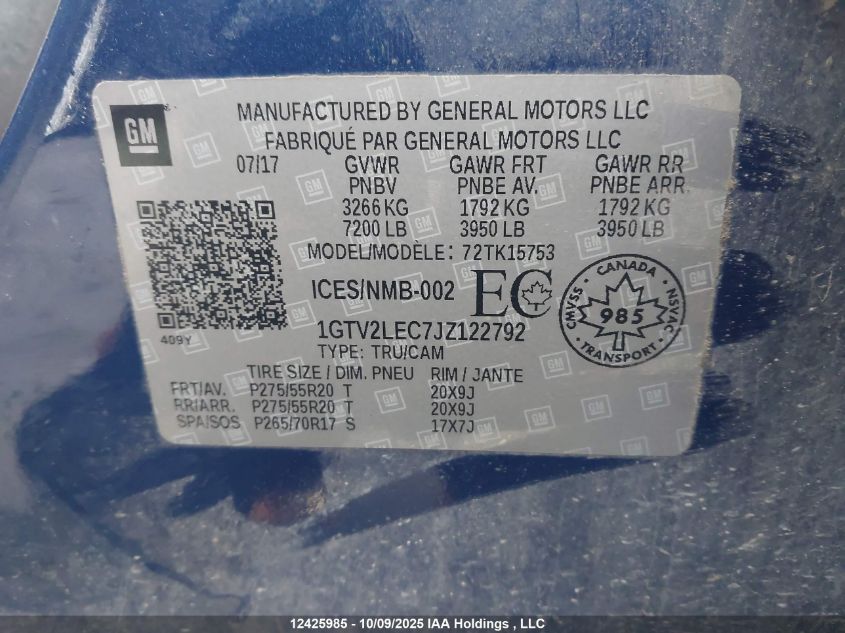 GM
MANUFACTURED BY GENERAL MOTORS LLC
FABRIQUÉ PAR GENERAL MOTORS LLC
07/17 GVWR GAWR FRT GAWR RR
PNBV PNBE AV. PNBE ARR.
3266 KG 1792 KG 1792 KG
7200 LB 3950 LB 3950 LB
MODEL/MODÈLE: 72TK15753
ICES/NMB-002 EC
CANADA
CMVSS 985 NSVAC
TRANSPORT
409Y
1GTV2LEC7JZ122792
TYPE: TRU/CAM
TIRE SIZE / DIM. PNEU RIM / JANTE
FRT/AV. P275/55R20 T 20X9J
RR/ARR. P275/55R20 T 20X9J
SPA/SOS P265/70R17 S 17X7J
12425985 - 10/09/2025 IAA Holdings , LLC